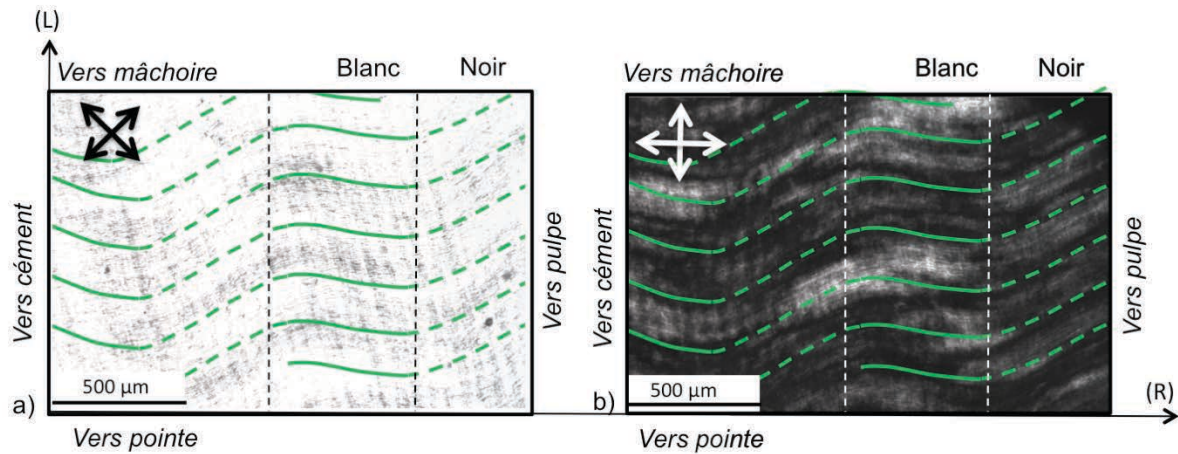 (L)
Vers mâchoire
Blanc
Noir
Vers cément
Vers pulpe
500 µm
a)
Vers pointe
Vers mâchoire
Blanc
Noir
Vers cément
Vers pulpe
500 µm
b)
(R)
Vers pointe